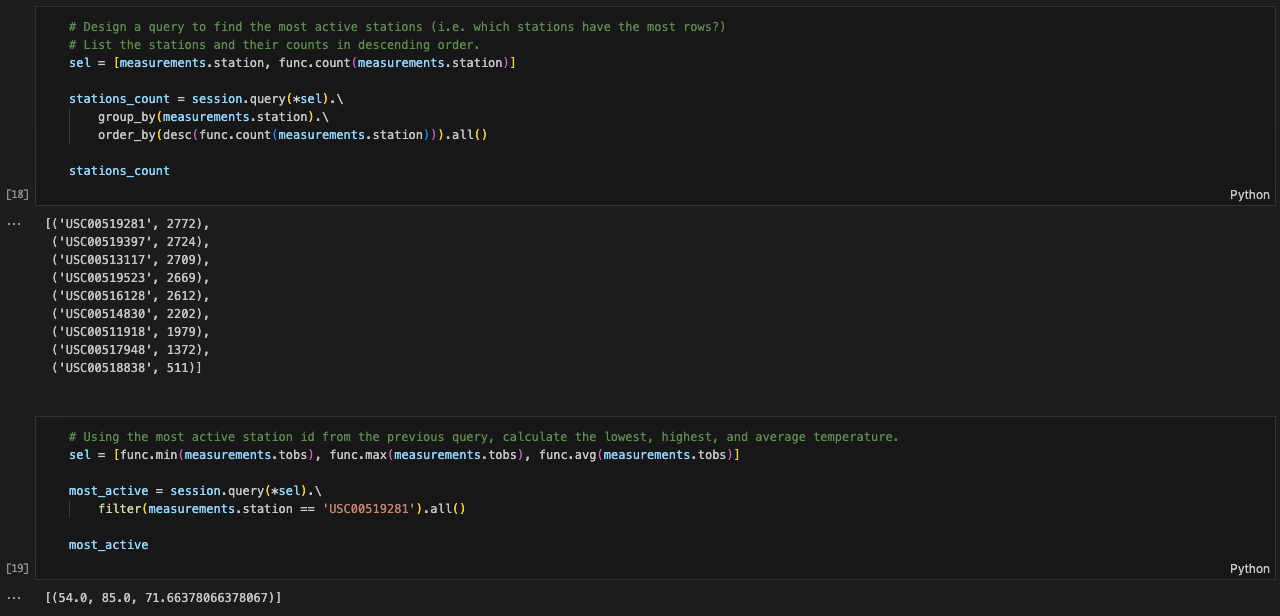 # Design a query to find the most active stations (i.e. which stations have the most rows?)
# List the stations and their counts in descending order.
sel = [measurements.station, func.count(measurements.station)]
stations_count = session.query(*sel).\
group_by(measurements.station).\
order_by(desc(func.count(measurements.station))).all()
stations_count
[18]
Python
...
[('USC00519281', 2772),
('USC00519397', 2724),
('USC00513117', 2709),
('USC00519523', 2669),
('USC00516128', 2612),
('USC00514830', 2202),
('USC00511918', 1979),
('USC00517948', 1372),
('USC00518838', 511)]
# Using the most active station id from the previous query, calculate the lowest, highest, and average temperature.
sel = [func.min(measurements.tobs), func.max(measurements.tobs), func.avg(measurements.tobs)]
most_active = session.query(*sel).\
filter(measurements.station == 'USC00519281').all()
most_active
[19]
Python
...
[(54.0, 85.0, 71.66378066378067)]